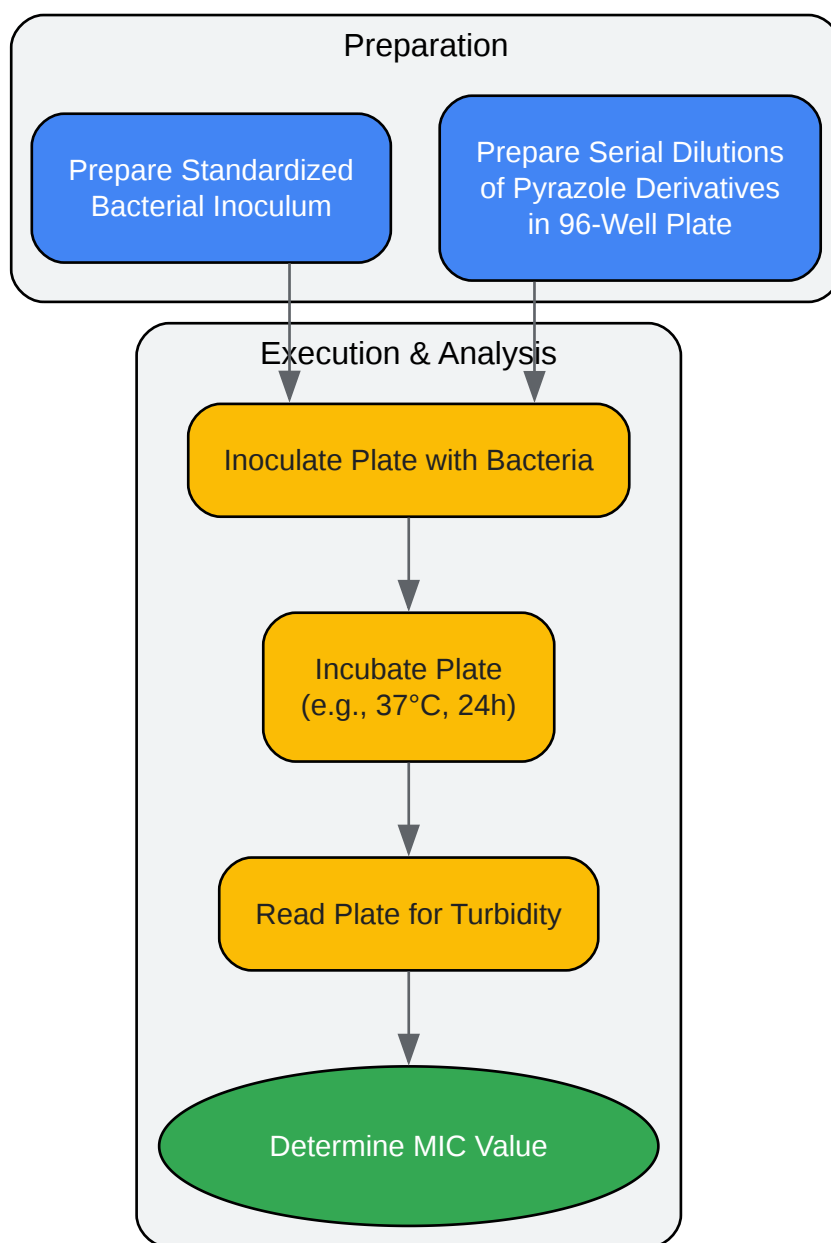 Preparation
Prepare Standardized
Bacterial Inoculum
Prepare Serial Dilutions
of Pyrazole Derivatives
in 96-Well Plate
Execution & Analysis
Inoculate Plate with Bacteria
Incubate Plate
(e.g., 37°C, 24h)
Read Plate for Turbidity
Determine MIC Value